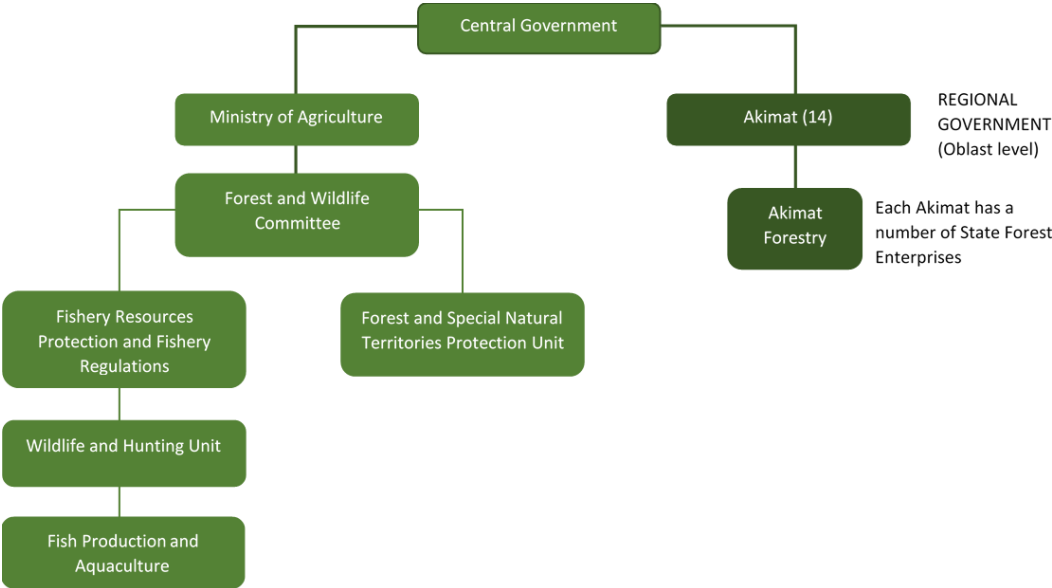 Central Government
Ministry of Agriculture
Akimat (14)
REGIONAL
GOVERNMENT
(Oblast level)
Forest and Wildlife
Committee
Akimat
Forestry
Each Akimat has a
number of State Forest
Enterprises
Fishery Resources
Protection and Fishery
Regulations
Forest and Special Natural
Territories Protection Unit
Wildlife and Hunting Unit
Fish Production and
Aquaculture